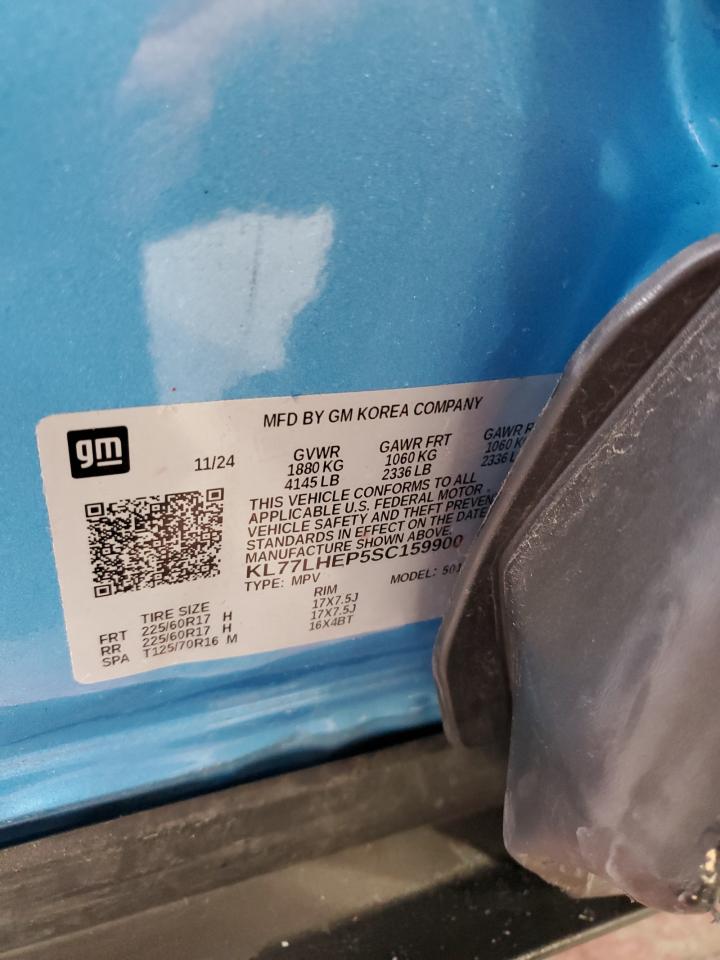 MFD BY GM KOREA COMPANY
gm
11/24
GVWR GAWR FRT GAWR
1880 KG 1060 KG 1060
4145 LB 2336 LB 2336
THIS VEHICLE CONFORMS TO ALL
APPLICABLE U.S. FEDERAL MOTOR
VEHICLE SAFETY AND THEFT
STANDARDS IN EFFECT ON THE DATE
MANUFACTURE SHOWN ABOVE.
KL77LHEP5SC159900
TYPE: MPV MODEL:
TIRE SIZE RIM
FRT 225/60R17 H 17X7.5J
RR 225/60R17 H 17X7.5J
SPA T125/70R16 M 16X4BT